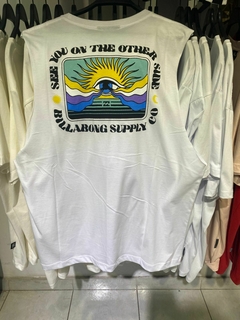 SEE YOU ON THE OTHER SIDE
BILLABONG SUPPLY CO